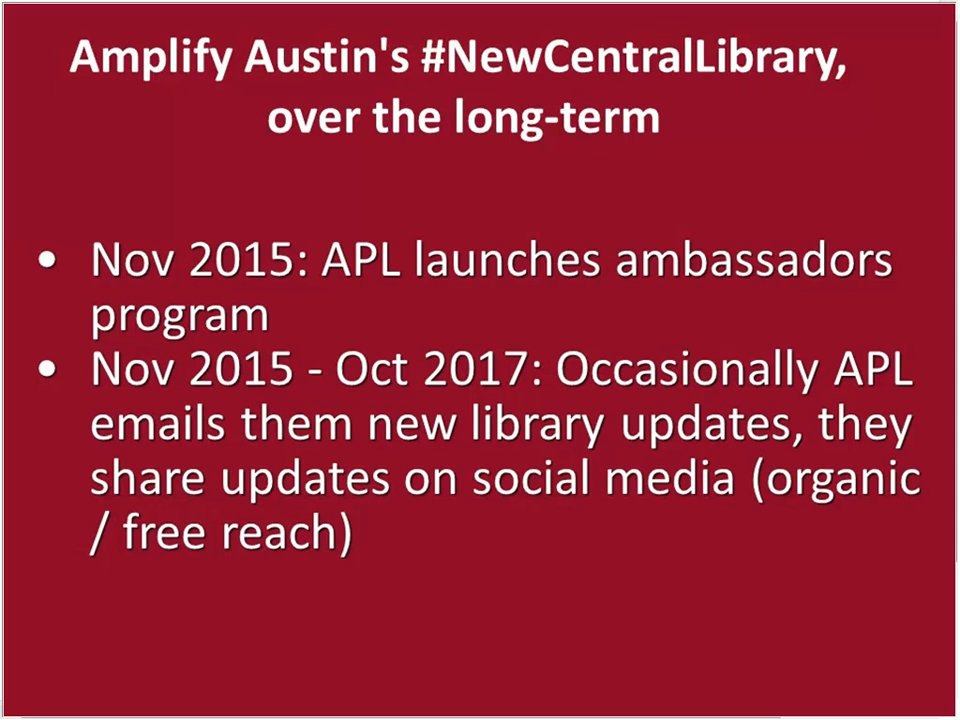 Amplify Austin's #NewCentralLibrary,
over the long-term
• Nov 2015: APL launches ambassadors
program
• Nov 2015 - Oct 2017: Occasionally APL
emails them new library updates, they
share updates on social media (organic
/ free reach)